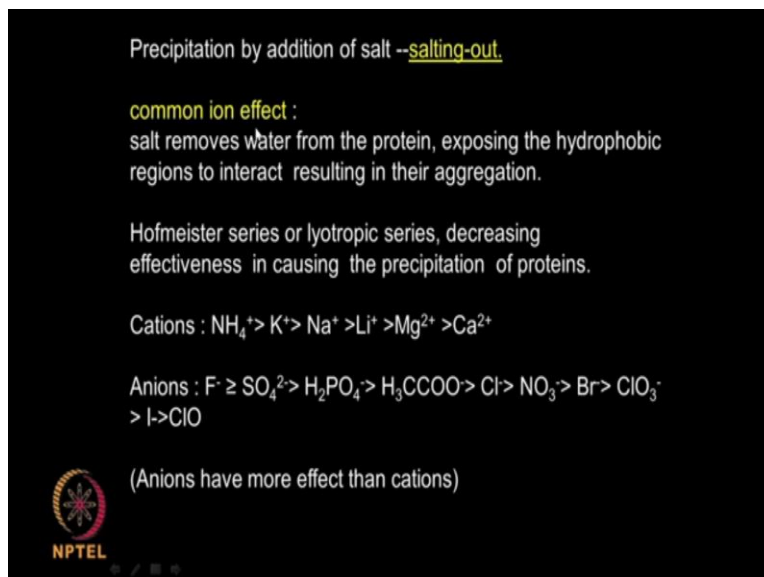 Precipitation by addition of salt --salting-out.
common ion effect :
salt removes water from the protein, exposing the hydrophobic
regions to interact resulting in their aggregation.
Hofmeister series or lyotropic series, decreasing
effectiveness in causing the precipitation of proteins.
Cations : NH₄⁺> K⁺> Na⁺ >Li⁺ >Mg²⁺ >Ca²⁺
Anions : F⁻ ≥ SO₄²⁻> H₂PO₄⁻> H₃CCOO⁻> Cl⁻> NO₃⁻> Br⁻> ClO₃⁻
> I->ClO
(Anions have more effect than cations)
NPTEL